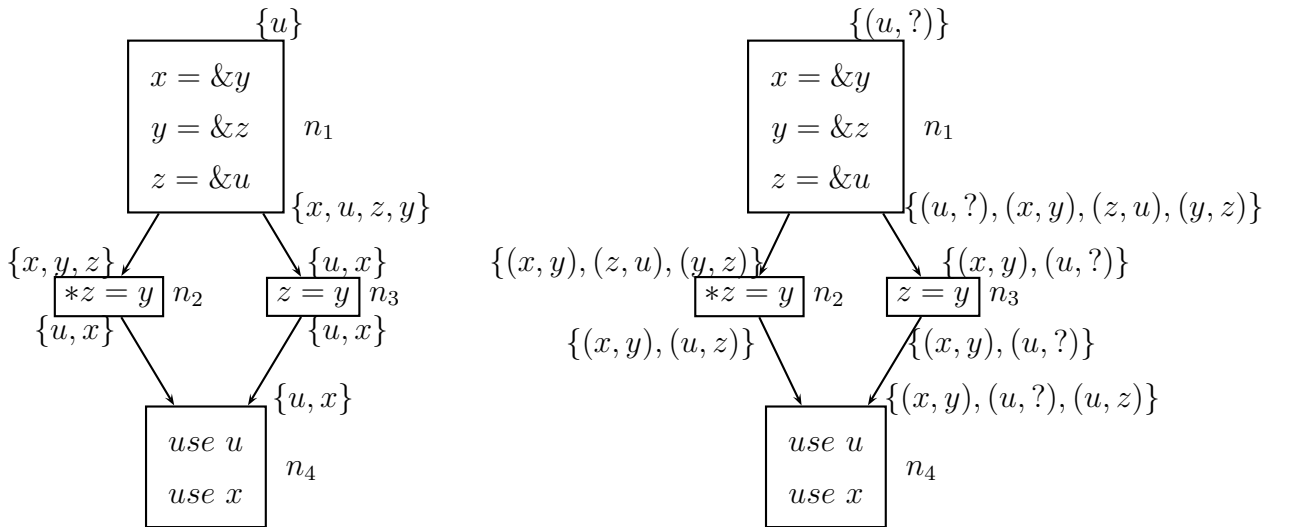 {u}
x = &y
y = &z
z = &u
n₁
{x, u, z, y}
{x, y, z}
{u, x}
*z = y
n₂
z = y
n₃
{u, x}
{u, x}
{u, x}
use u
use x
n₄
{(u, ?)}
x = &y
y = &z
z = &u
n₁
{(u, ?), (x, y), (z, u), (y, z)}
{(x, y), (z, u), (y, z)}
{(x, y), (u, ?)}
*z = y
n₂
z = y
n₃
{(x, y), (u, z)}
{(x, y), (u, ?)}
{(x, y), (u, ?), (u, z)}
use u
use x
n₄